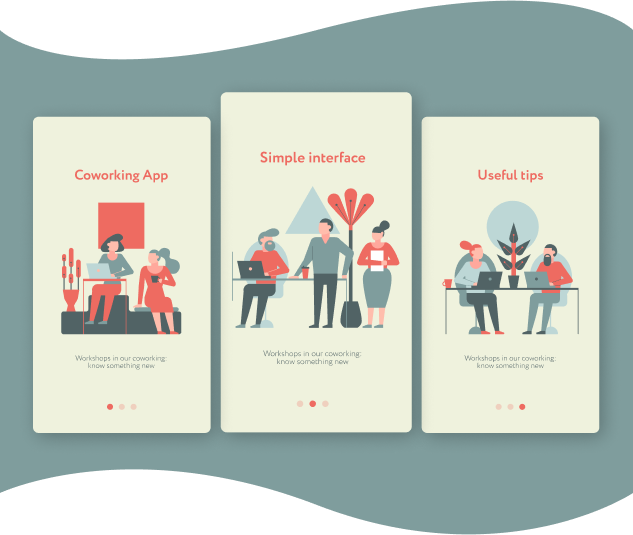 Coworking App
Workshops in our coworking:
know something new
Simple interface
Workshops in our coworking:
know something new
Useful tips
Workshops in our coworking:
know something new